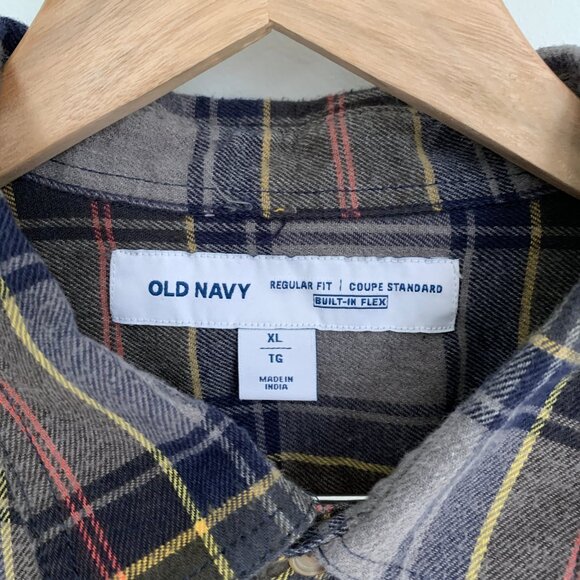 OLD NAVY
REGULAR FIT | COUPE STANDARD
BUILT-IN FLEX
XL
TG
MADE IN
INDIA